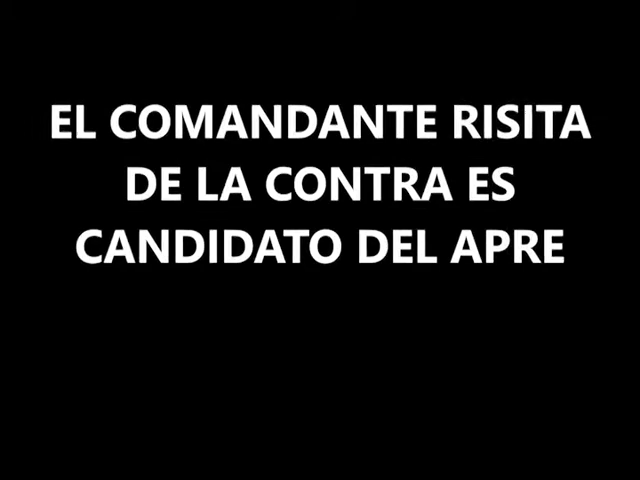 EL COMANDANTE RISITA
DE LA CONTRA ES
CANDIDATO DEL APRE